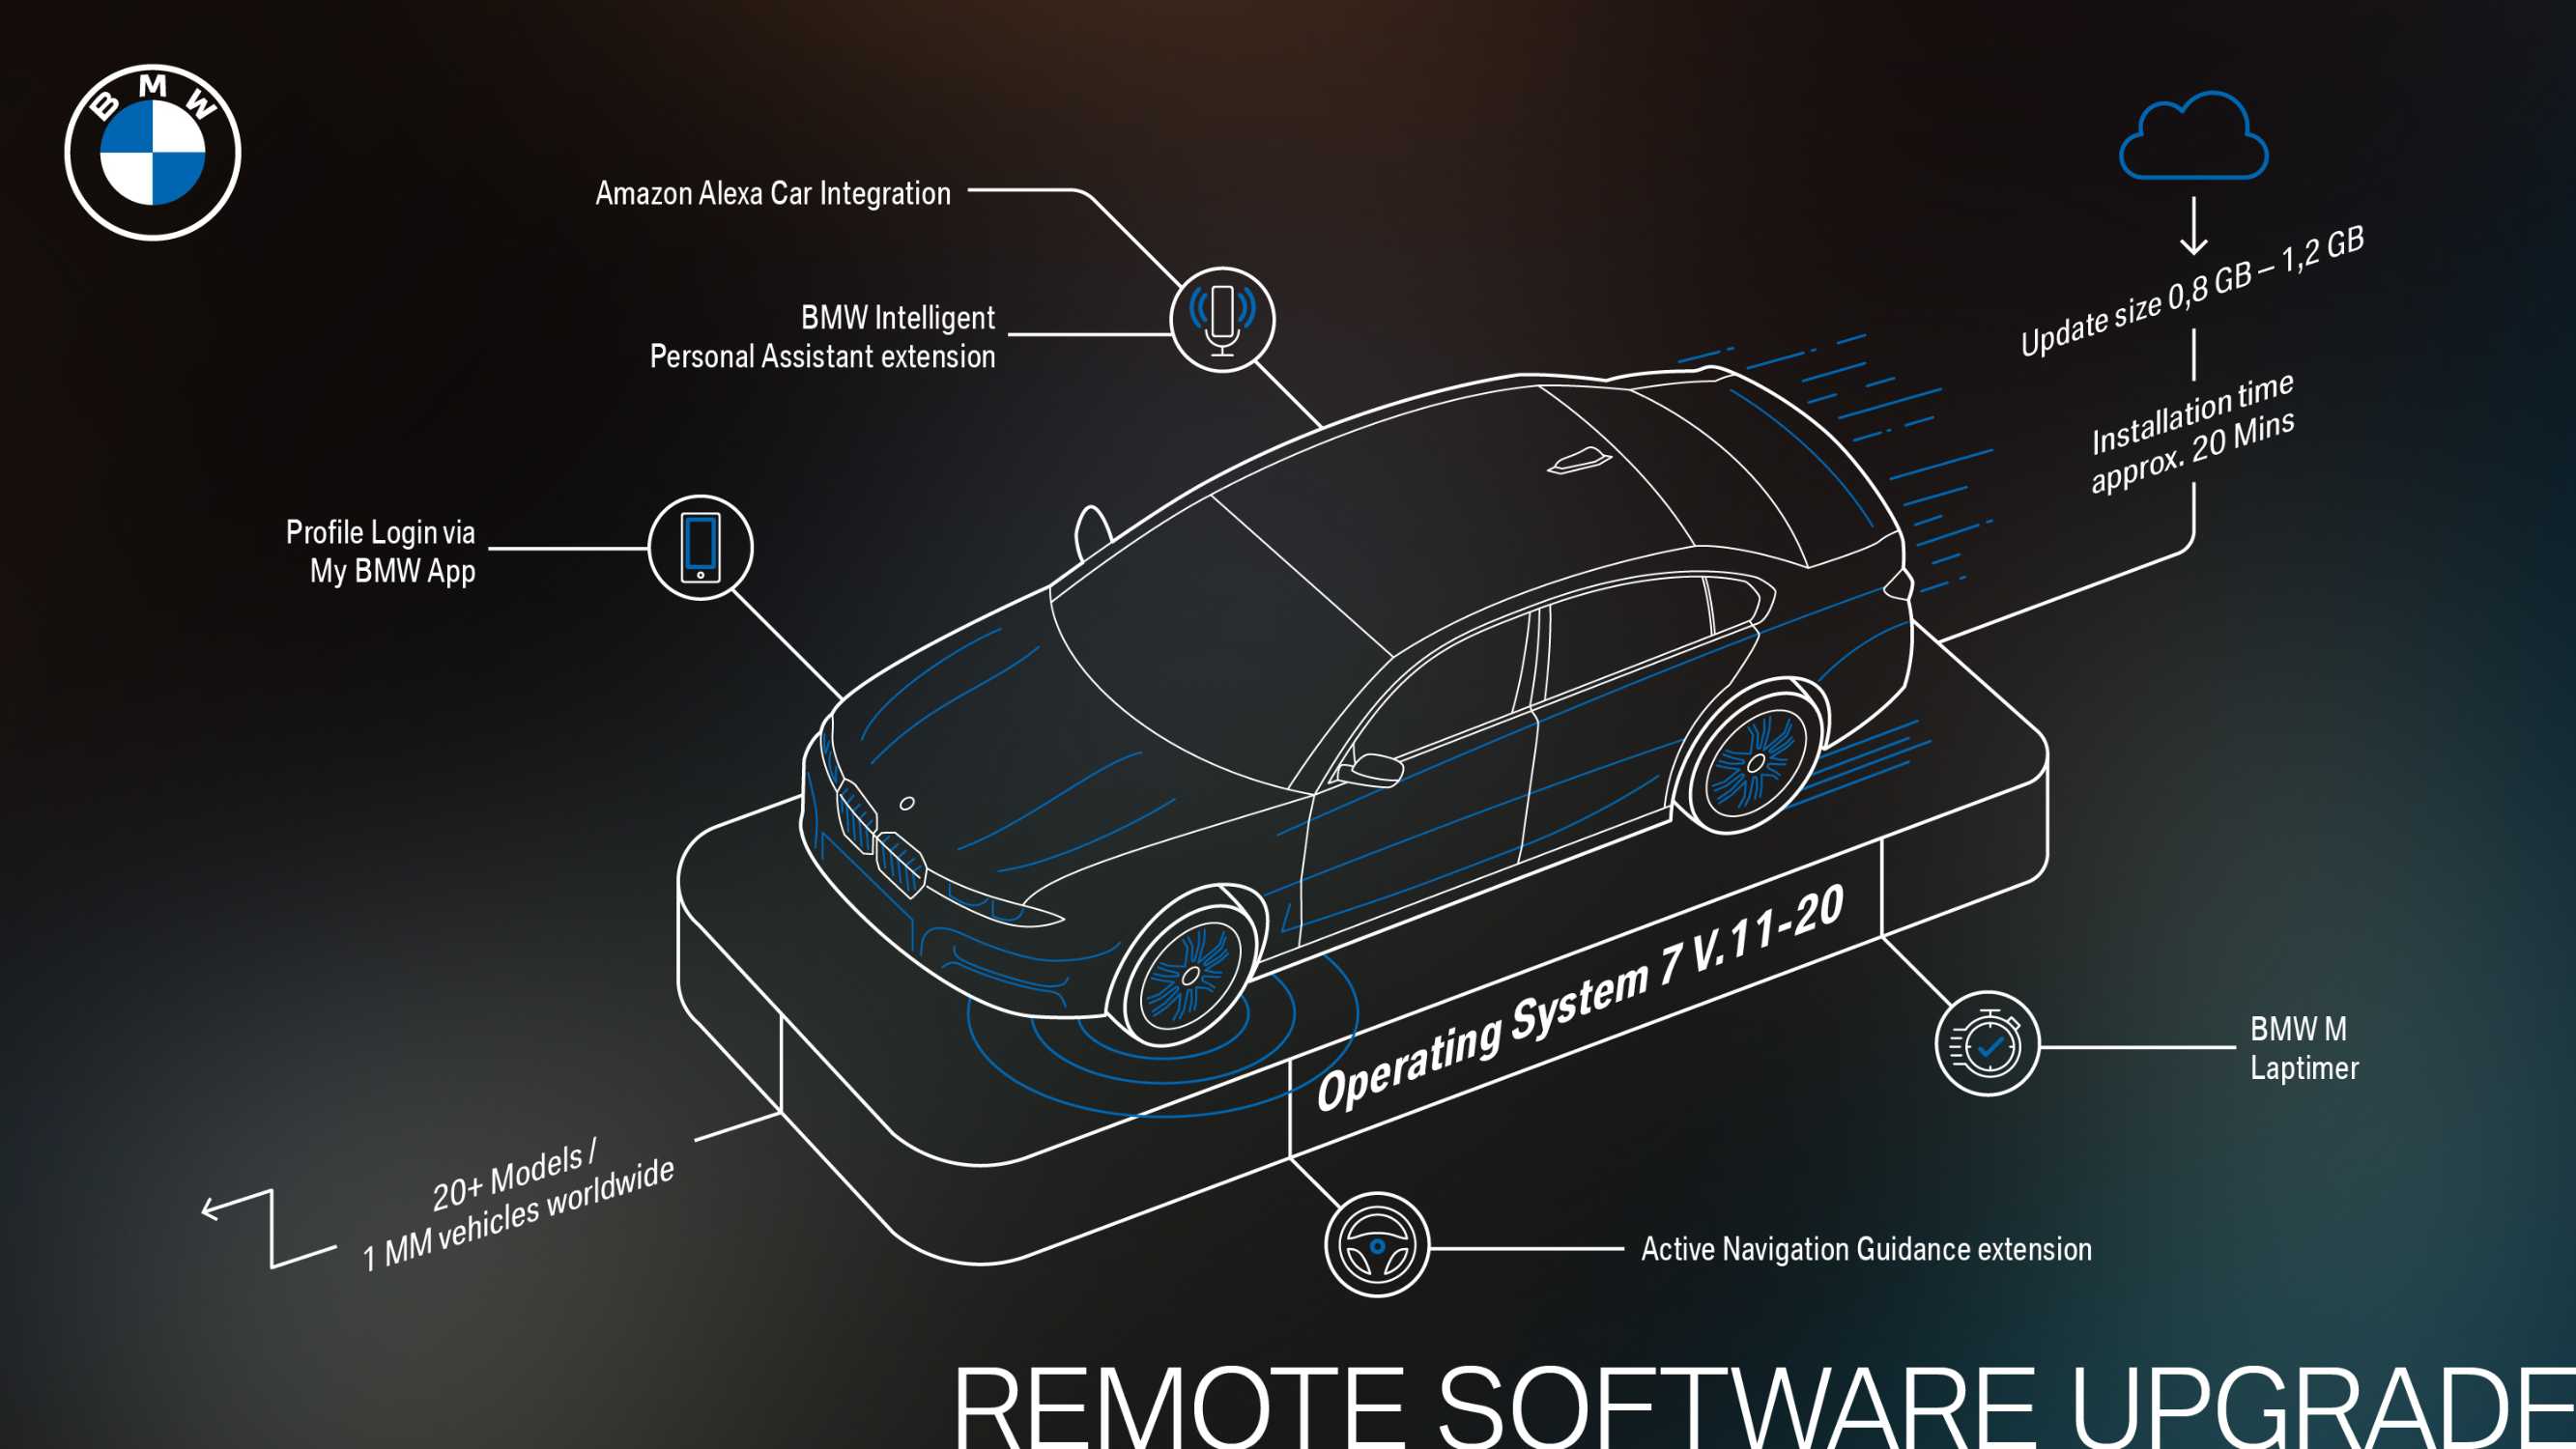 BMW
Amazon Alexa Car Integration
BMW Intelligent
Personal Assistant extension
Profile Login via
My BMW App
Update size 0,8 GB – 1,2 GB
Installation time
approx. 20 Mins
Operating System 7 V.11-20
BMW M
Laptimer
20+ Models /
1 MM vehicles worldwide
Active Navigation Guidance extension
REMOTE SOFTWARE UPGRADE